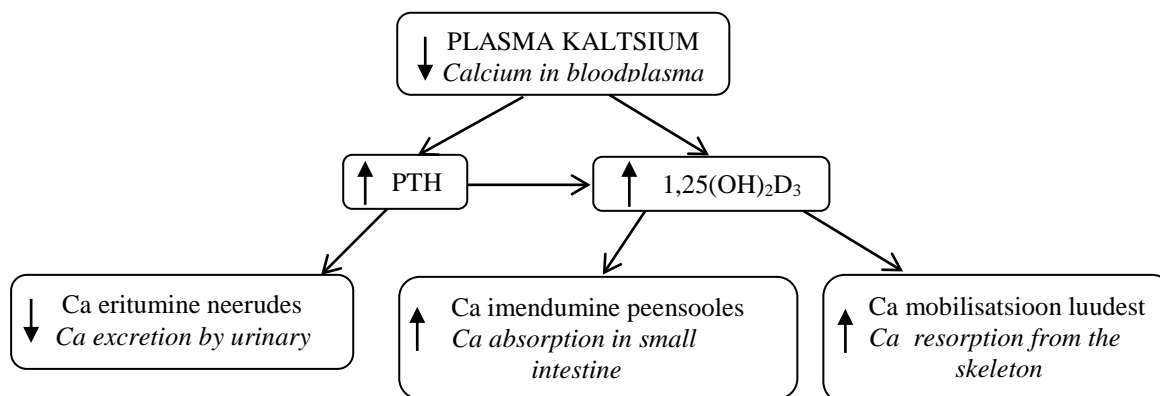 PLASMA KALTSIUM
Calcium in bloodplasma
PTH
1,25(OH)₂D₃
Ca eritumine neerudes
Ca excretion by urinary
Ca imendumine peensooles
Ca absorption in small
intestine
Ca mobilisatsioon luudest
Ca resorption from the
skeleton